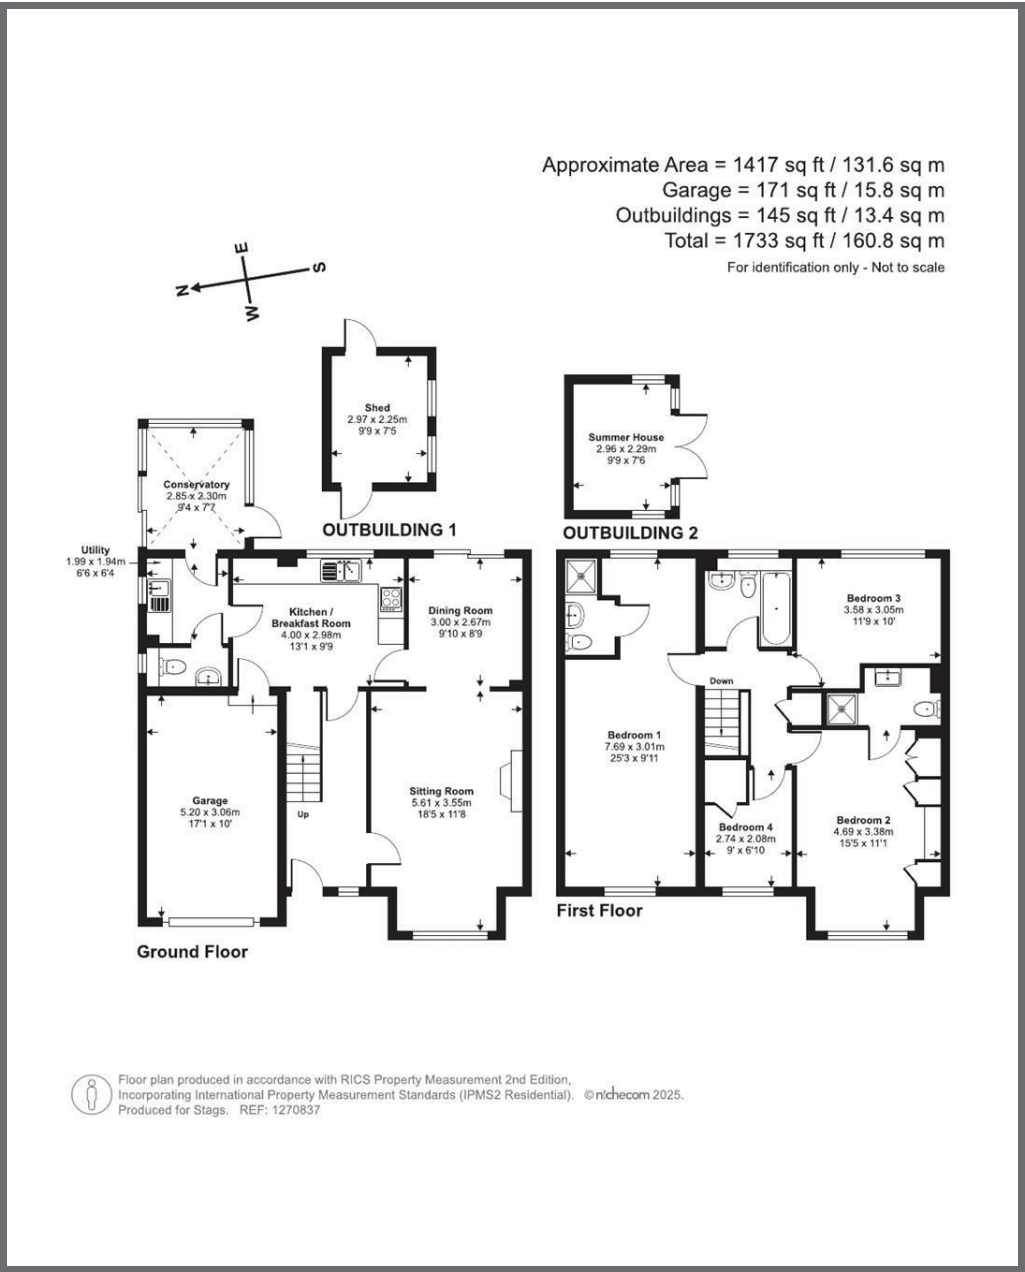 Approximate Area = 1417 sq ft / 131.6 sq m
Garage = 171 sq ft / 15.8 sq m
Outbuildings = 145 sq ft / 13.4 sq m
Total = 1733 sq ft / 160.8 sq m
For identification only - Not to scale
E
S
N
W
Shed
2.97 x 2.25m
9'9 x 7'5
OUTBUILDING 1
Summer House
2.96 x 2.29m
9'9 x 7'6
OUTBUILDING 2
Conservatory
2.85 x 2.30m
9'4 x 7'7
Utility
1.99 x 1.94m
6'6 x 6'4
Kitchen /
Breakfast Room
4.00 x 2.98m
13'1 x 9'9
Dining Room
3.00 x 2.67m
9'10 x 8'9
Garage
5.20 x 3.06m
17'1 x 10'
Up
Sitting Room
5.61 x 3.55m
18'5 x 11'8
Ground Floor
Bedroom 3
3.58 x 3.05m
11'9 x 10'
Down
Bedroom 1
7.69 x 3.01m
25'3 x 9'11
Bedroom 4
2.74 x 2.08m
9' x 6'10
Bedroom 2
4.69 x 3.38m
15'5 x 11'1
First Floor
Floor plan produced in accordance with RICS Property Measurement 2nd Edition,
Incorporating International Property Measurement Standards (IPMS2 Residential). © nichecom 2025.
Produced for Stags. REF: 1270837